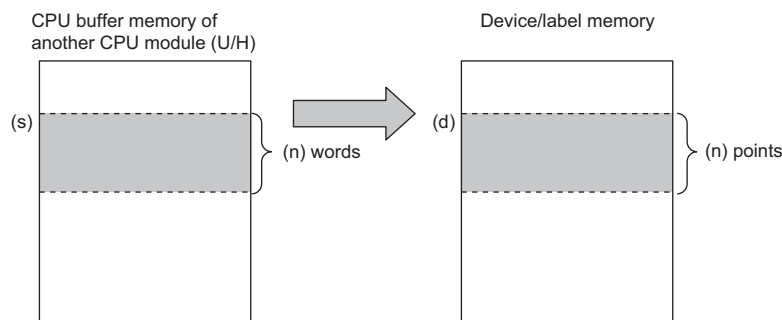 CPU buffer memory of
another CPU module (U/H)
Device/label memory
(s)
(n) words
(d)
(n) points